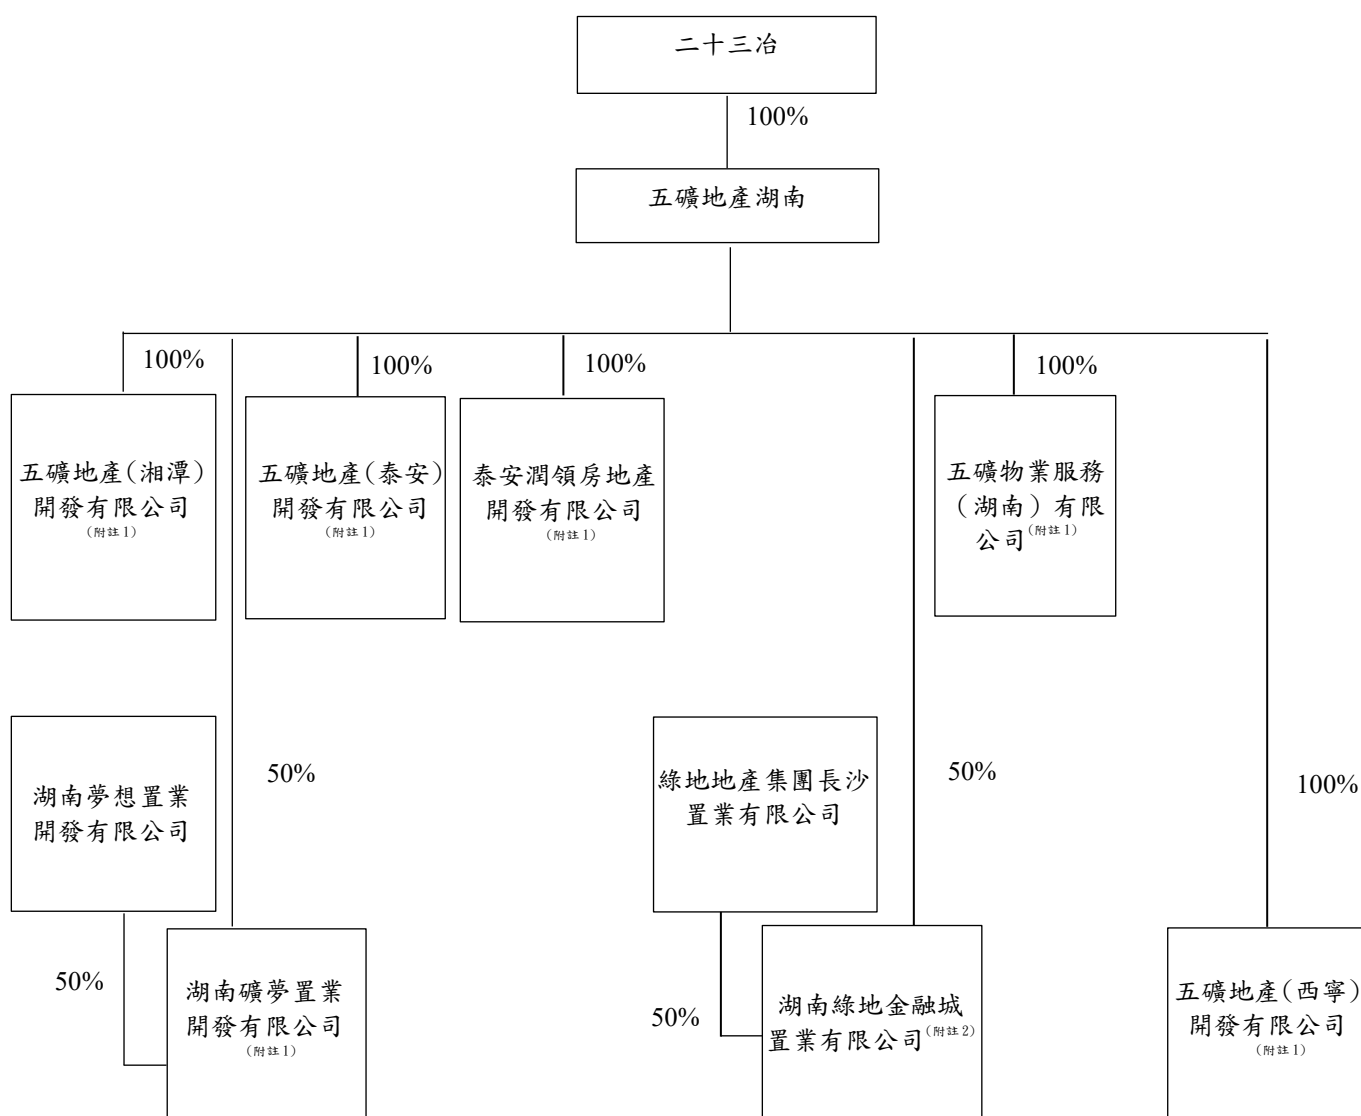 二十三冶
100%
五礦地產湖南
100%
100%
100%
100%
五礦地產(湘潭)
開發有限公司
(附註1)
五礦地產(泰安)
開發有限公司
(附註1)
泰安潤領房地產
開發有限公司
(附註1)
五礦物業服務
(湖南)有限
公司(附註1)
湖南夢想置業
開發有限公司
50%
綠地地產集團長沙
置業有限公司
50%
100%
50%
湖南礦夢置業
開發有限公司
(附註1)
50%
湖南綠地金融城
置業有限公司(附註2)
五礦地產(西寧)
開發有限公司
(附註1)